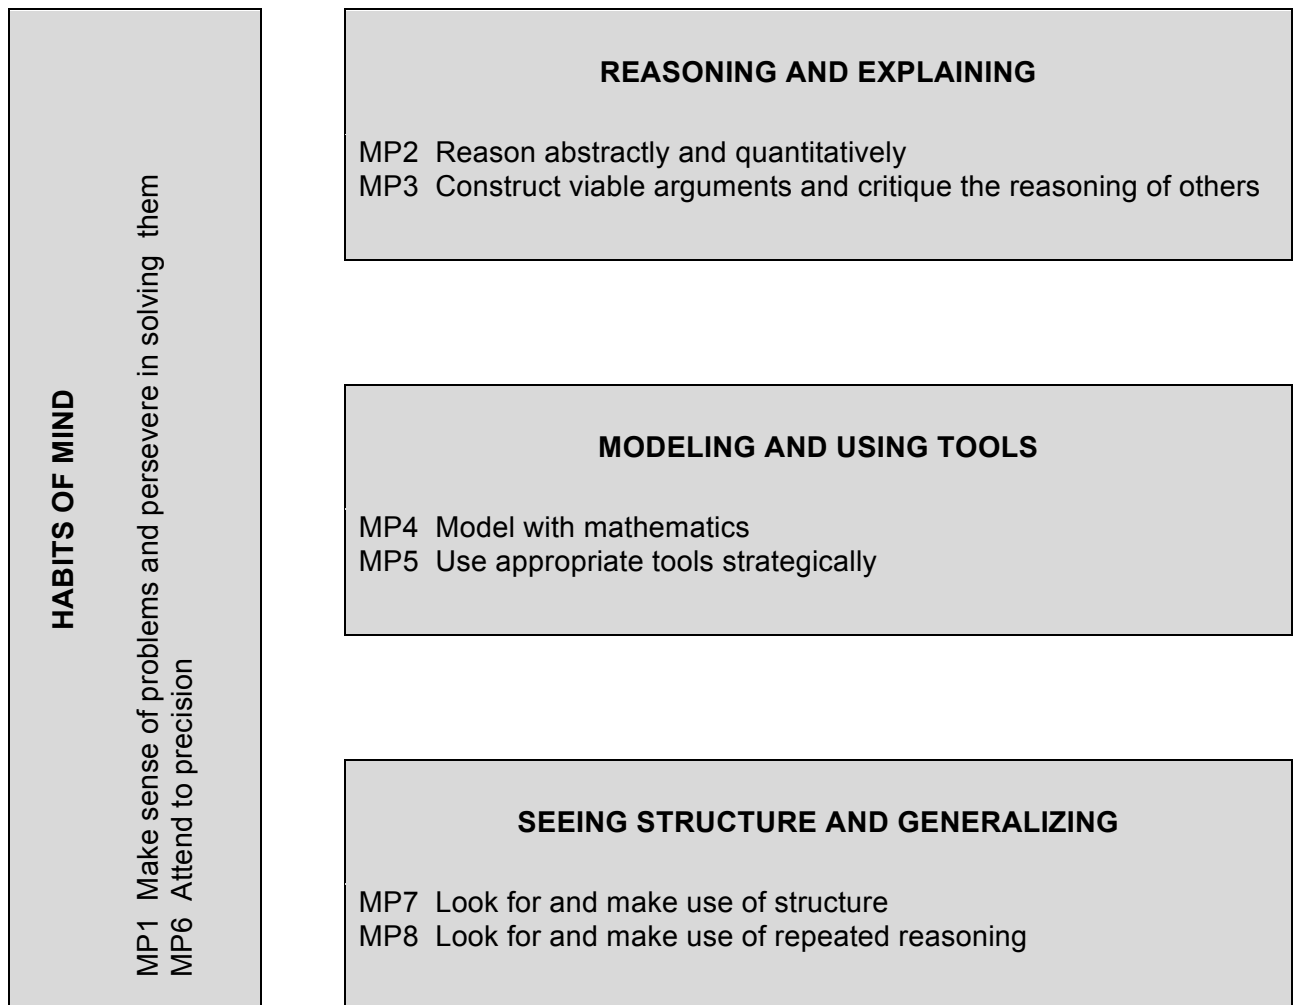 HABITS OF MIND
MP1 Make sense of problems and persevere in solving them
MP6 Attend to precision
REASONING AND EXPLAINING
MP2 Reason abstractly and quantitatively
MP3 Construct viable arguments and critique the reasoning of others
MODELING AND USING TOOLS
MP4 Model with mathematics
MP5 Use appropriate tools strategically
SEEING STRUCTURE AND GENERALIZING
MP7 Look for and make use of structure
MP8 Look for and make use of repeated reasoning